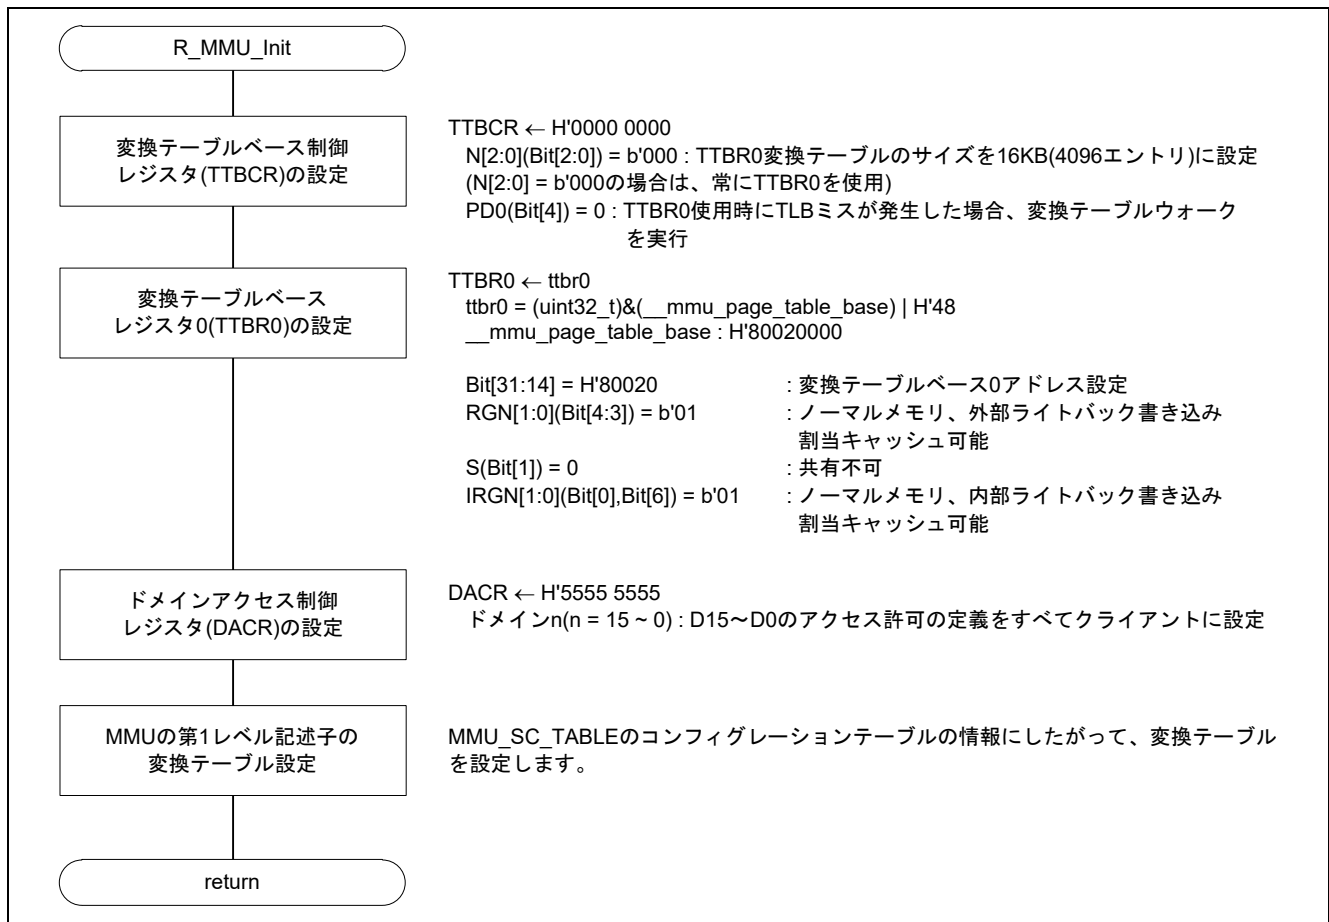 R_MMU_Init
変換テーブルベース制御
レジスタ(TTBCR)の設定
TTBCR ← H'0000 0000
N[2:0](Bit[2:0]) = b'000 : TTBR0変換テーブルのサイズを16KB(4096エントリ)に設定
(N[2:0] = b'000の場合は、常にTTBR0を使用)
PD0(Bit[4]) = 0 : TTBR0使用時にTLBミスが発生した場合、変換テーブルウォーク
を実行
変換テーブルベース
レジスタ0(TTBR0)の設定
TTBR0 ← ttbr0
ttbr0 = (uint32_t)&(__mmu_page_table_base) | H'48
__mmu_page_table_base : H'80020000
Bit[31:14] = H'80020 : 変換テーブルベース0アドレス設定
RGN[1:0](Bit[4:3]) = b'01 : ノーマルメモリ、外部ライトバック書き込み
割当キャッシュ可能
S(Bit[1]) = 0 : 共有不可
IRGN[1:0](Bit[0],Bit[6]) = b'01 : ノーマルメモリ、内部ライトバック書き込み
割当キャッシュ可能
ドメインアクセス制御
レジスタ(DACR)の設定
DACR ← H'5555 5555
ドメインn(n = 15 ~ 0) : D15～D0のアクセス許可の定義をすべてクライアントに設定
MMUの第1レベル記述子の
変換テーブル設定
MMU_SC_TABLEのコンフィグレーションテーブルの情報にしたがって、変換テーブル
を設定します。
return